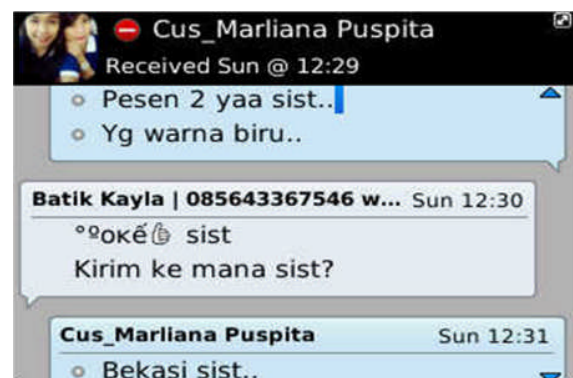 Cus_Marliana Puspita
Received Sun @ 12:29
Pesen 2 yaa sist..
Yg warna biru..
Batik Kayla | 085643367546 w... Sun 12:30
°ºοкế👍 sist
Kirim ke mana sist?
Cus_Marliana Puspita Sun 12:31
Bekasi sist..